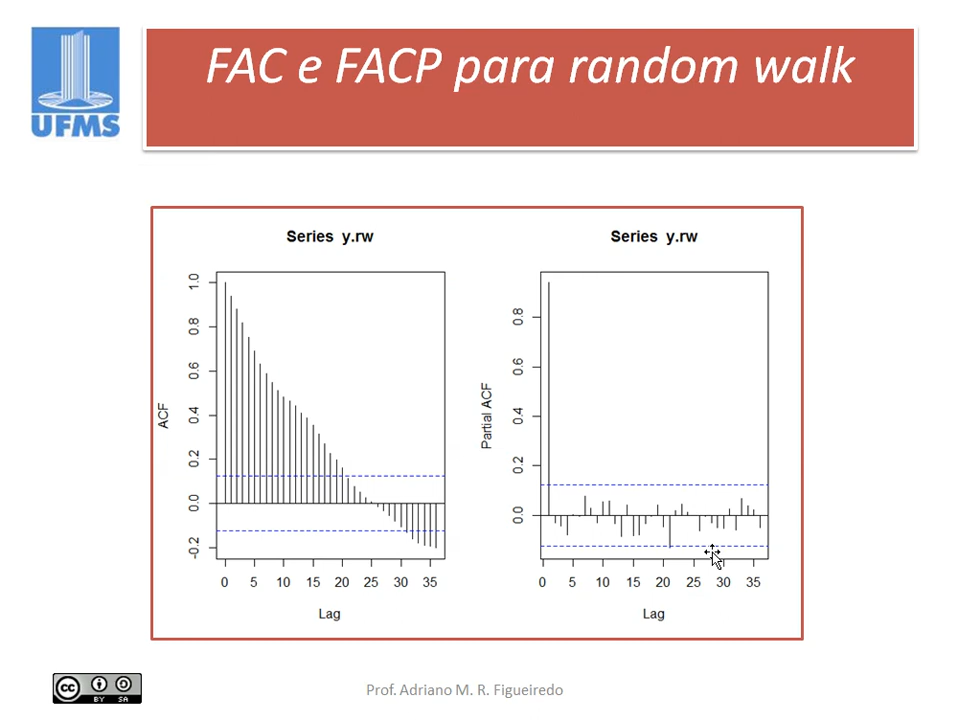 FAC e FACP para random walk
UFMS
Series y.rw
ACF
1.0
0.8
0.6
0.4
0.2
0.0
-0.2
0 5 10 15 20 25 30 35
Lag
Series y.rw
Partial ACF
0.8
0.6
0.4
0.2
0.0
0 5 10 15 20 25 30 35
Lag
cc
BY SA
Prof. Adriano M. R. Figueiredo